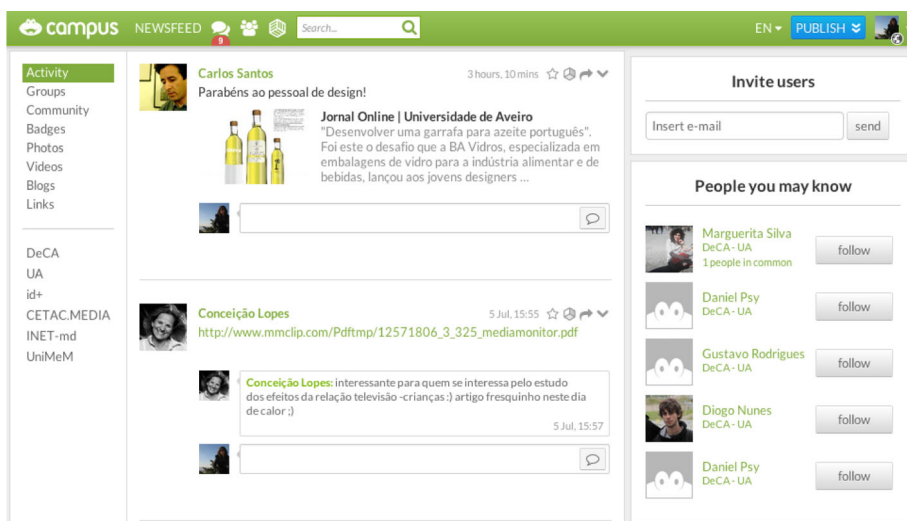 campus NEWSFEED 9 Search... EN PUBLISH
Activity
Groups
Community
Badges
Photos
Videos
Blogs
Links
DeCA
UA
id+
CETAC.MEDIA
INET-md
UniMeM
Carlos Santos 3 hours, 10 mins
Parabéns ao pessoal de design!
Jornal Online | Universidade de Aveiro
"Desenvolver uma garrafa para azeite português".
Foi este o desafio que a BA Vidros, especializada em
embalagens de vidro para a indústria alimentar e de
bebidas, lançou aos jovens designers ...
Conceição Lopes 5 Jul, 15:55
http://www.mmclip.com/Pdftmp/12571806_3_325_mediamonitor.pdf
Conceição Lopes: interessante para quem se interessa pelo estudo
dos efeitos da relação televisão -crianças :) artigo fresquinho neste dia
de calor ;)
5 Jul, 15:57
Invite users
Insert e-mail send
People you may know
Marguerita Silva
DeCA - UA
1 people in common
follow
Daniel Psy
DeCA - UA
follow
Gustavo Rodrigues
DeCA - UA
follow
Diogo Nunes
DeCA - UA
follow
Daniel Psy
DeCA - UA
follow